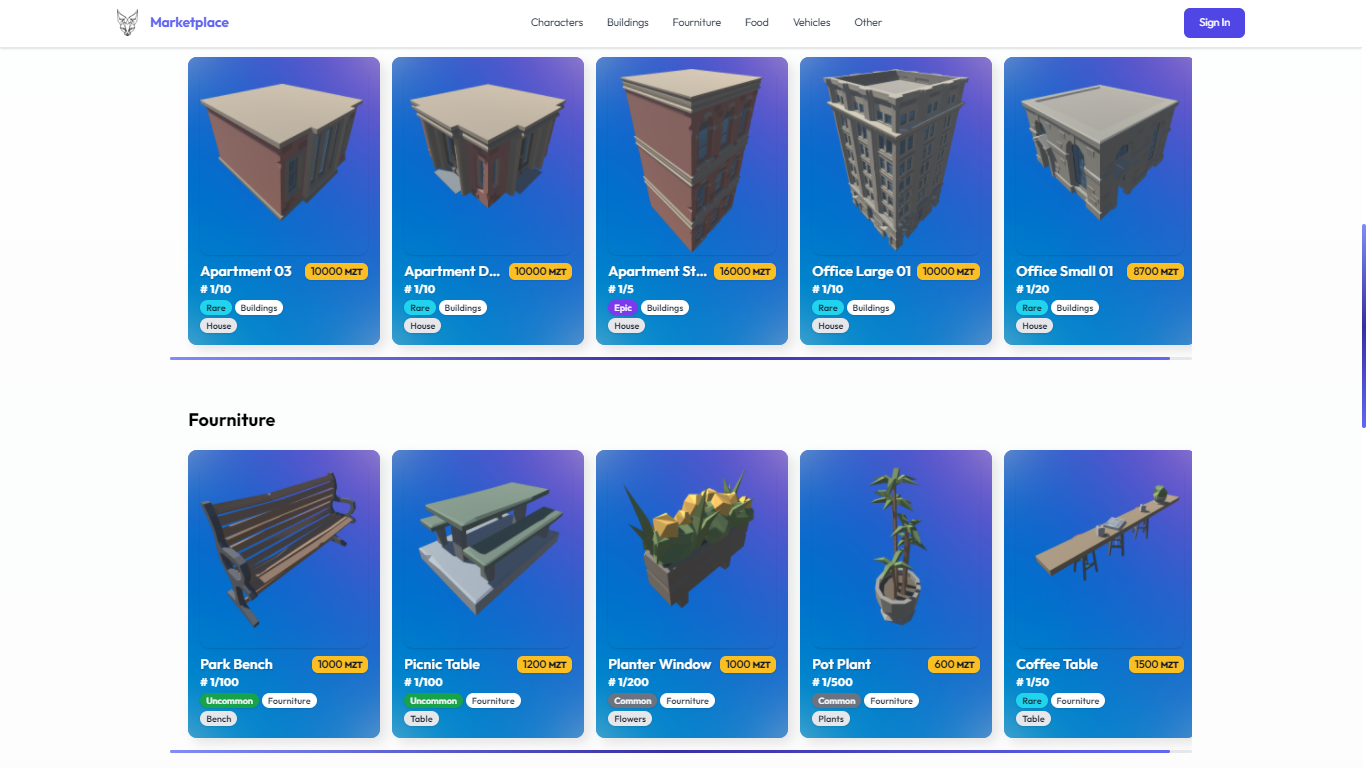 Marketplace
Characters Buildings Fourniture Food Vehicles Other
Sign In
Apartment 03 10000 MZT
# 1/10
Rare Buildings
House
Apartment D... 10000 MZT
# 1/10
Rare Buildings
House
Apartment St... 16000 MZT
# 1/5
Epic Buildings
House
Office Large 01 10000 MZT
# 1/10
Rare Buildings
House
Office Small 01 8700 MZT
# 1/20
Rare Buildings
House
Fourniture
Park Bench 1000 MZT
# 1/100
Uncommon Fourniture
Bench
Picnic Table 1200 MZT
# 1/100
Uncommon Fourniture
Table
Planter Window 1000 MZT
# 1/200
Common Fourniture
Flowers
Pot Plant 600 MZT
# 1/500
Common Fourniture
Plants
Coffee Table 1500 MZT
# 1/50
Rare Fourniture
Table